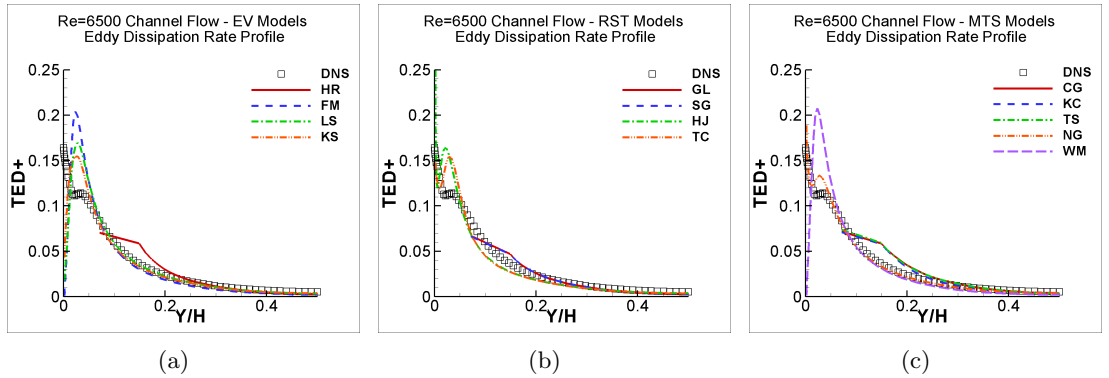 Re=6500 Channel Flow - EV Models
Eddy Dissipation Rate Profile
0.25
0.2
0.15
0.1
0.05
0
0
0.2
0.4
TED+
Y/H
DNS
HR
FM
LS
KS
(a)
Re=6500 Channel Flow - RST Models
Eddy Dissipation Rate Profile
0.25
0.2
0.15
0.1
0.05
0
0
0.2
0.4
TED+
Y/H
DNS
GL
SG
HJ
TC
(b)
Re=6500 Channel Flow - MTS Models
Eddy Dissipation Rate Profile
0.25
0.2
0.15
0.1
0.05
0
0
0.2
0.4
TED+
Y/H
DNS
CG
KC
TS
NG
WM
(c)